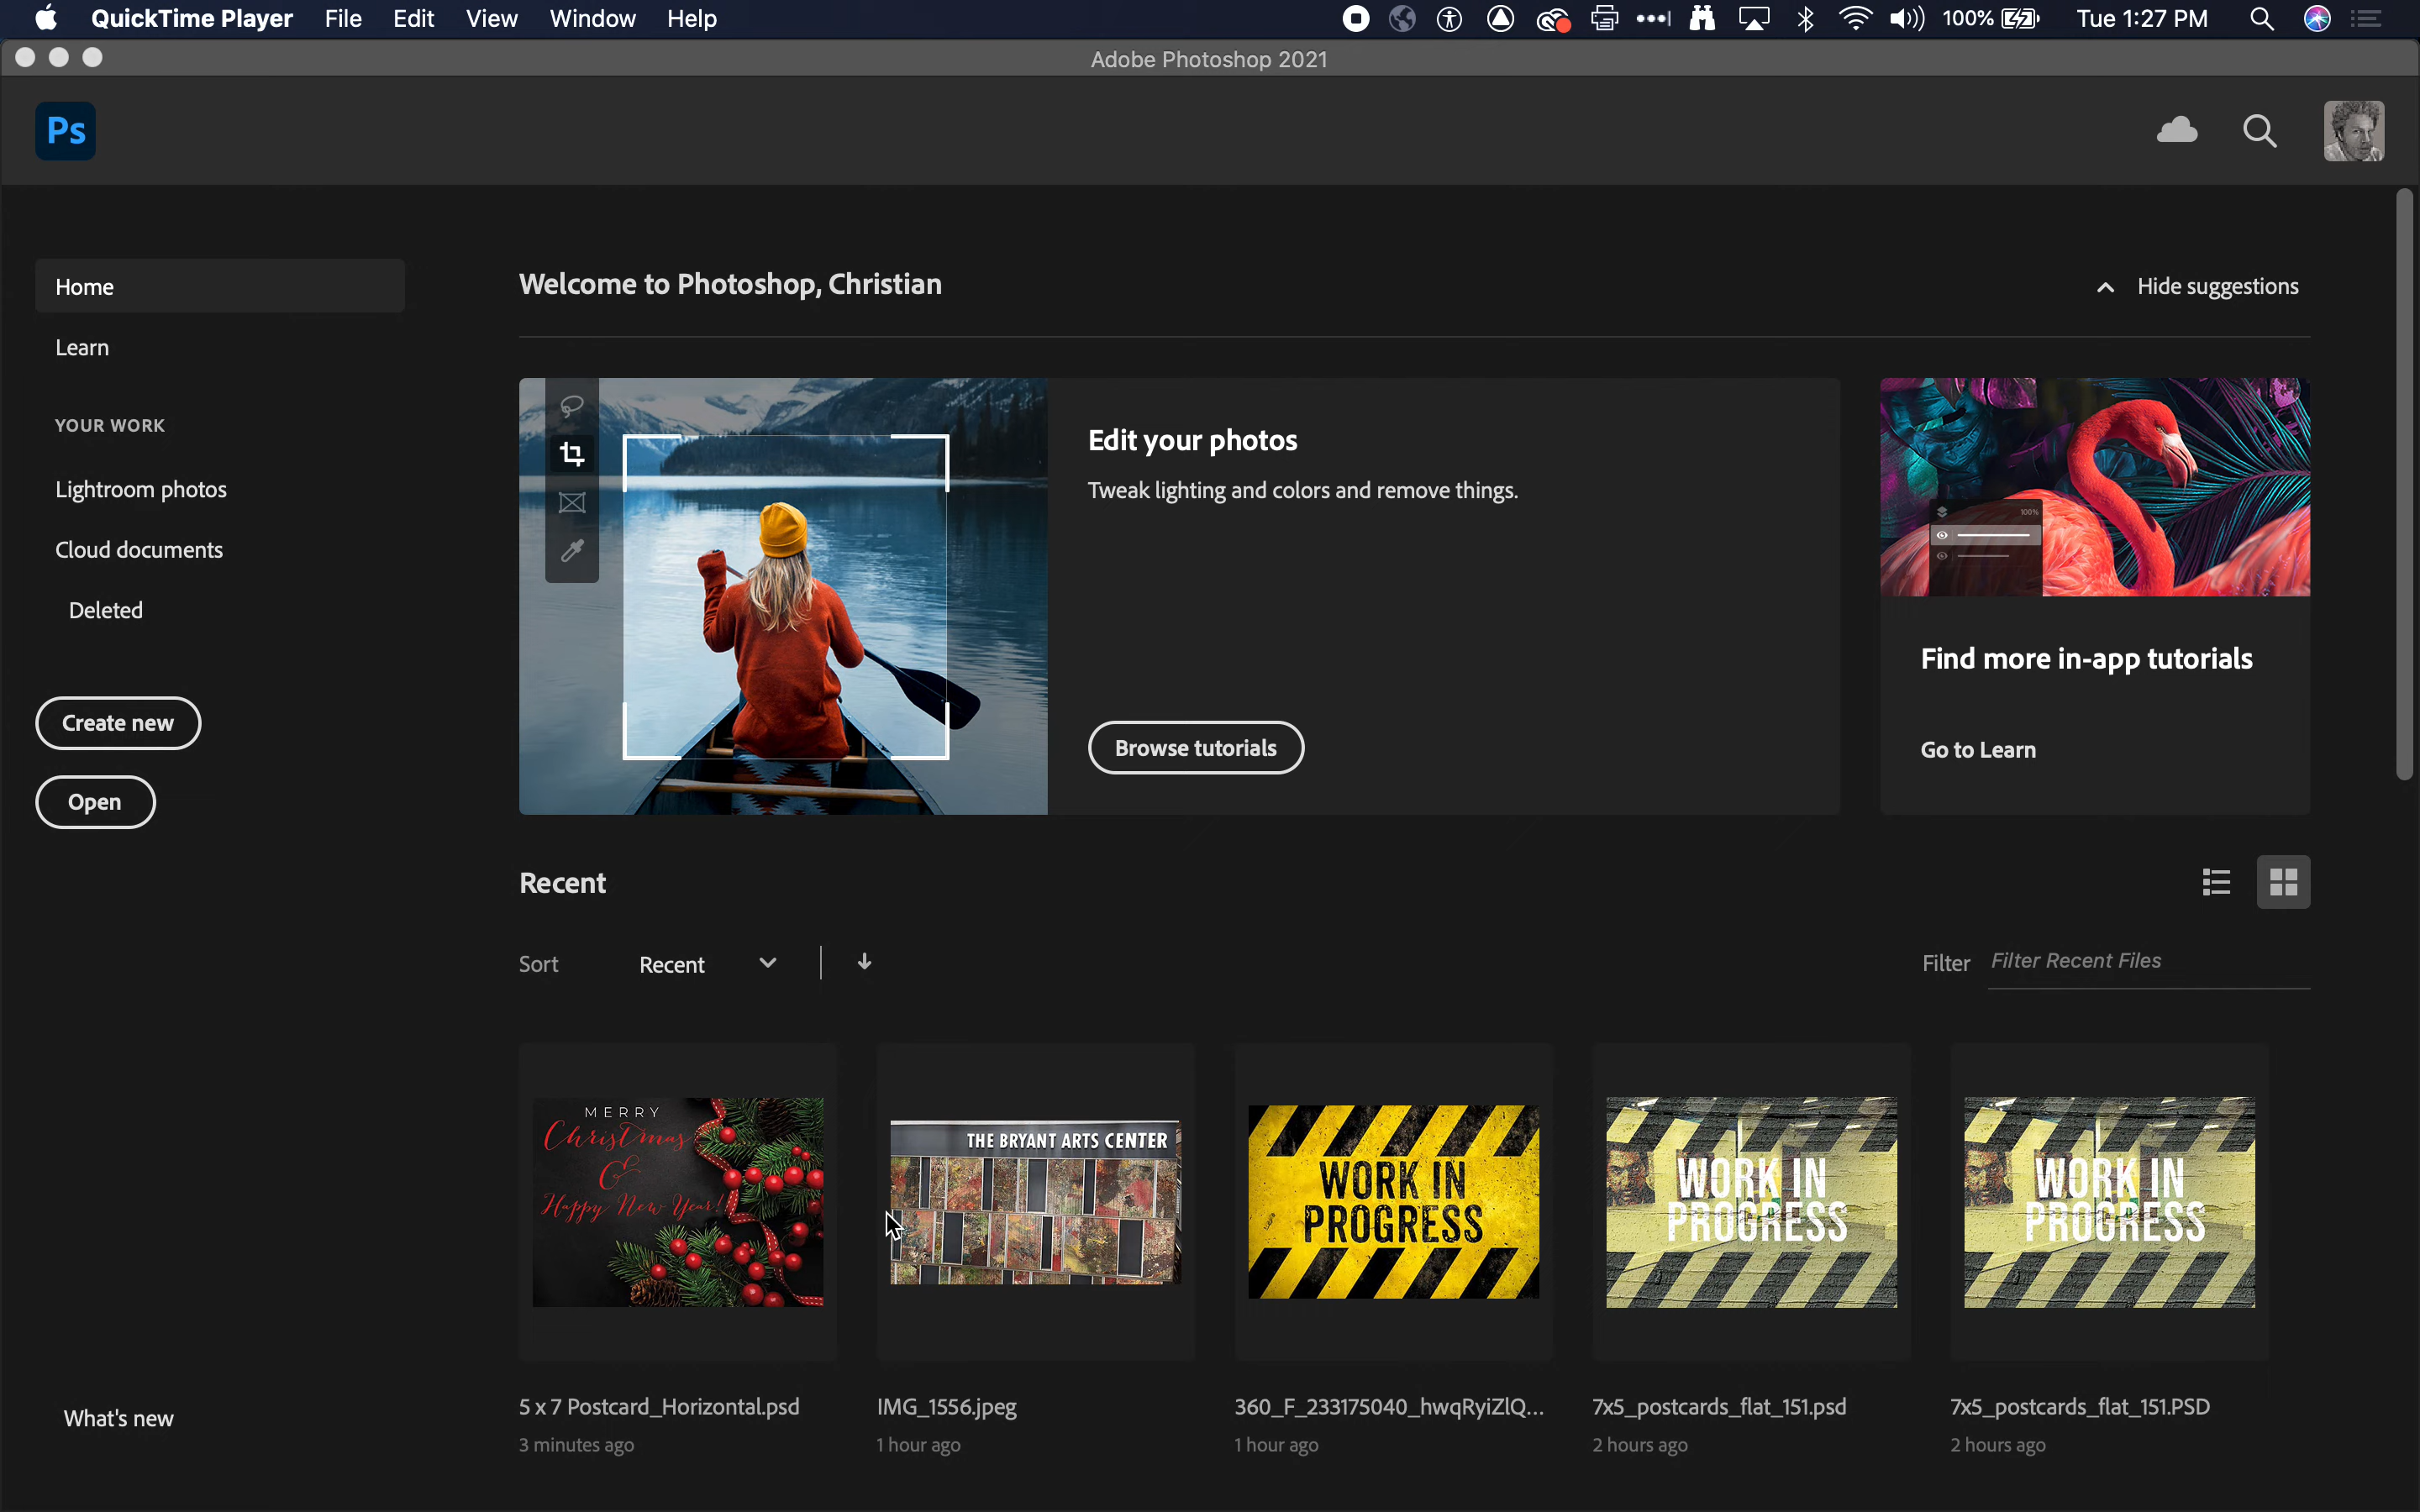 QuickTime Player File Edit View Window Help 100% Tue 1:27 PM
Adobe Photoshop 2021
Ps
Home
Learn
YOUR WORK
Lightroom photos
Cloud documents
Deleted
Create new
Open
What's new
Welcome to Photoshop, Christian
Hide suggestions
Edit your photos
Tweak lighting and colors and remove things.
Browse tutorials
100%
Find more in-app tutorials
Go to Learn
Recent
Sort Recent
Filter Filter Recent Files
MERRY
Christmas
&
Happy New Year!
THE BRYANT ARTS CENTER
WORK IN
PROGRESS
WORK IN
PROGRESS
WORK IN
PROGRESS
5 x 7 Postcard_Horizontal.psd
3 minutes ago
IMG_1556.jpeg
1 hour ago
360_F_233175040_hwqRyiZlQ...
1 hour ago
7x5_postcards_flat_151.psd
2 hours ago
7x5_postcards_flat_151.PSD
2 hours ago